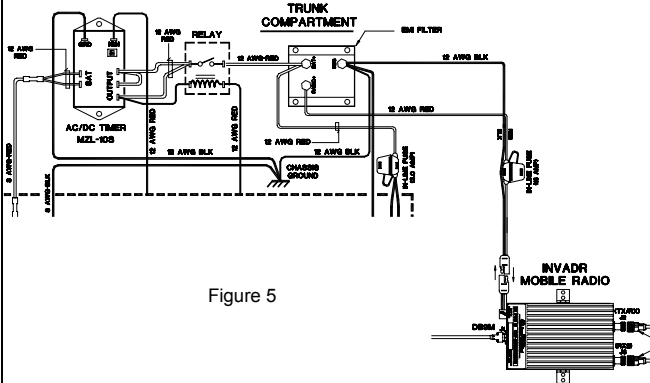 TRUNK
COMPARTMENT
EMI FILTER
12 AWG
RED
GND
12 AWG
RED
RELAY
BAT
OUTPUT
12 AWG RED
12 AWG BLK
12 AWG RED
AC/DC TIMER
MZL-10S
12 AWG RED
12 AWG RED
12 AWG RED
12 AWG BLK
12 AWG BLK
CHASSIS
GROUND
8 AWG-RED
8 AWG-BLK
IN-LINE FUSE
BLK
RED
IN-LINE FUSE
Figure 5
INVADR
MOBILE RADIO